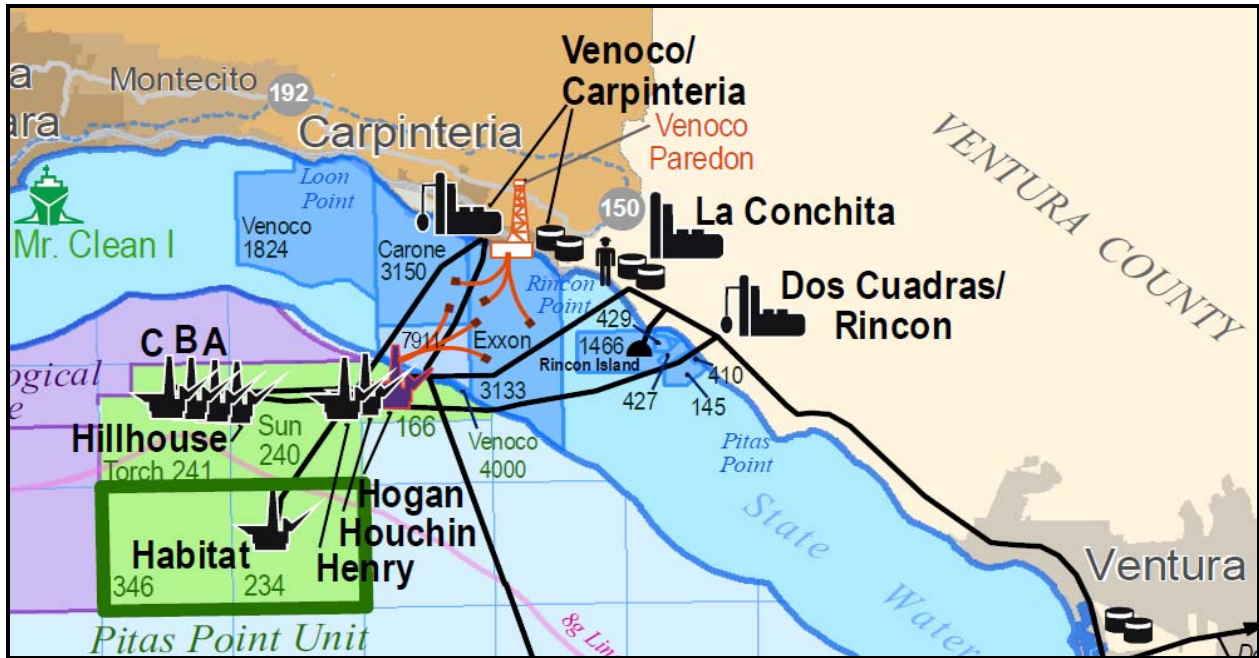 Venoco/
Carpinteria
Montecito
192
a
ara
Carpinteria
Venoco
Paredon
VENTURA COUNTY
Loon
Point
150
La Conchita
Venoco
1824
Carone
3150
Mr. Clean I
Rincon
Point
Dos Cuadras/
Rincon
7911
Exxon
429
1466
Rincon Island
C B A
ological
e
3133
427
410
145
Hillhouse
Sun
240
166
Venoco
4000
Pitas
Point
Torch 241
Hogan
Houchin
Henry
State
Water
Habitat
346
234
Ventura
Pitas Point Unit
8g Lin